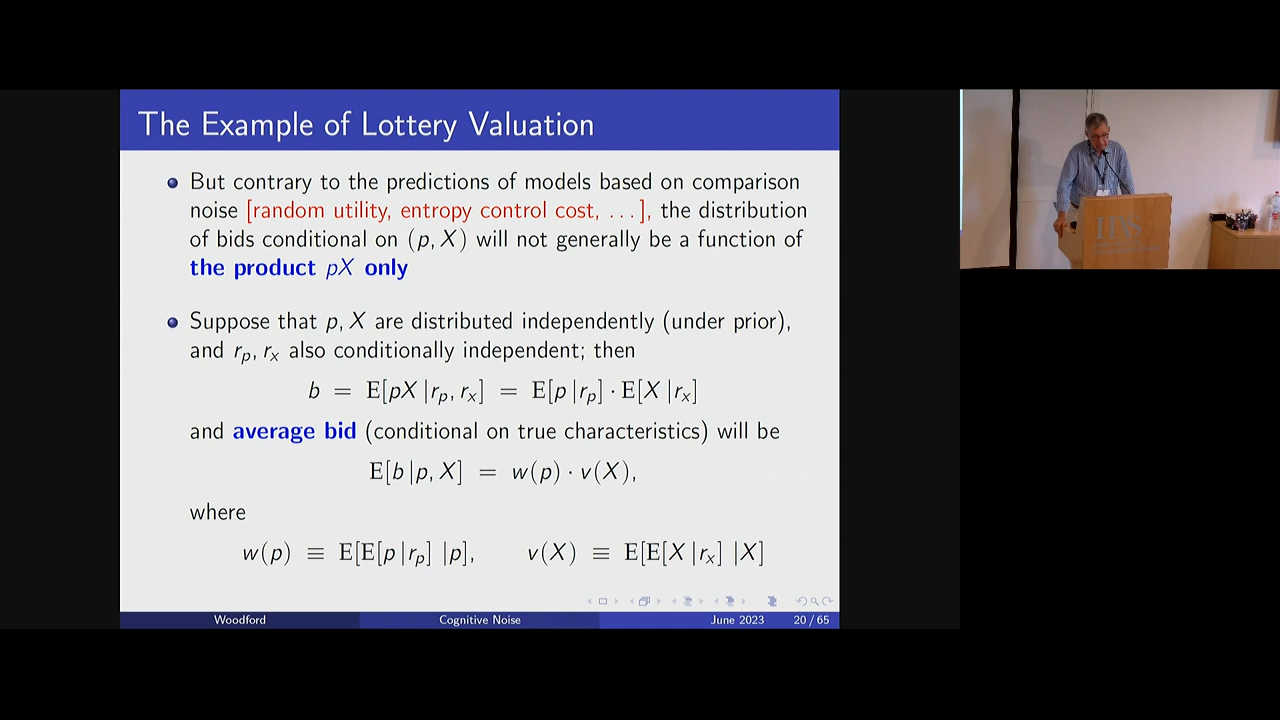 The Example of Lottery Valuation
But contrary to the predictions of models based on comparison
noise [random utility, entropy control cost, ...], the distribution
of bids conditional on (p, X) will not generally be a function of
the product pX only
Suppose that p, X are distributed independently (under prior),
and r_p, r_x also conditionally independent; then
b = E[pX | r_p, r_x] = E[p | r_p] · E[X | r_x]
and average bid (conditional on true characteristics) will be
E[b | p, X] = w(p) · v(X),
where
w(p) ≡ E[E[p | r_p] | p], v(X) ≡ E[E[X | r_x] | X]
Woodford Cognitive Noise June 2023 20 / 65